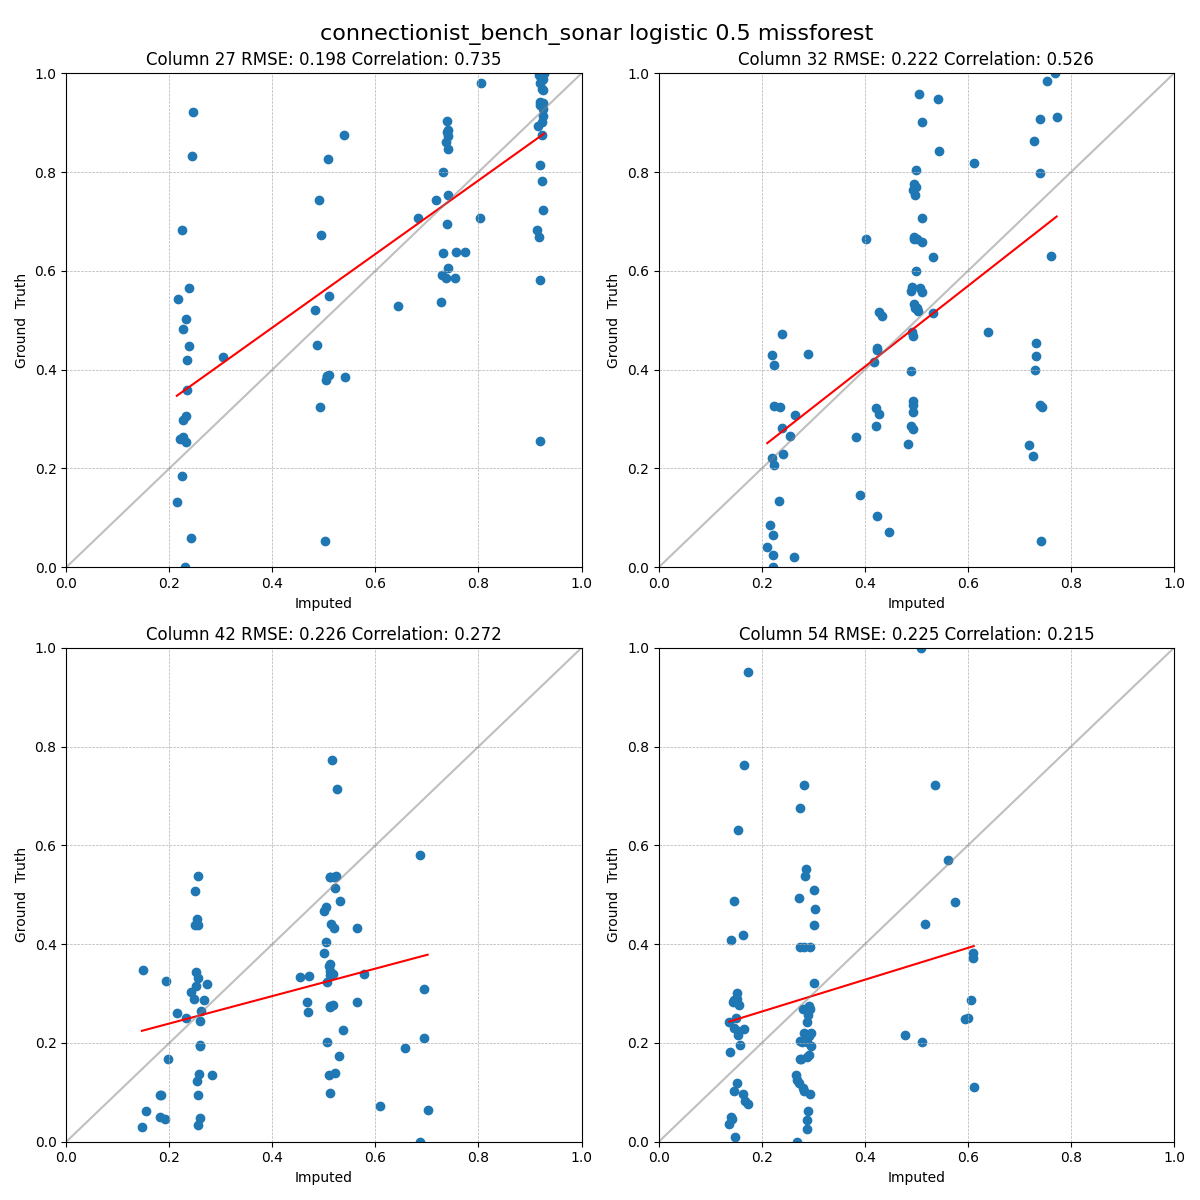 connectionist_bench_sonar logistic 0.5 missforest
Column 27 RMSE: 0.198 Correlation: 0.735
Column 32 RMSE: 0.222 Correlation: 0.526
1.0
0.8
0.6
0.4
0.2
0.0
Ground Truth
0.0 0.2 0.4 0.6 0.8 1.0
Imputed
1.0
0.8
0.6
0.4
0.2
0.0
Ground Truth
0.0 0.2 0.4 0.6 0.8 1.0
Imputed
Column 42 RMSE: 0.226 Correlation: 0.272
Column 54 RMSE: 0.225 Correlation: 0.215
1.0
0.8
0.6
0.4
0.2
0.0
Ground Truth
0.0 0.2 0.4 0.6 0.8 1.0
Imputed
1.0
0.8
0.6
0.4
0.2
0.0
Ground Truth
0.0 0.2 0.4 0.6 0.8 1.0
Imputed